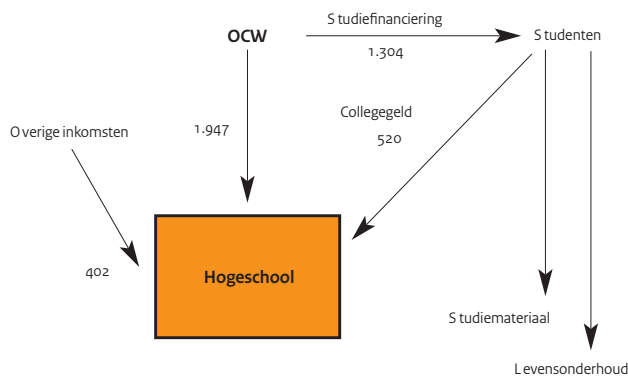 Studiefinanciering
OCW
Studenten
1.304
Collegegeld
1.947
520
Overige inkomsten
402
Hogeschool
Studiemateriaal
Levensonderhoud